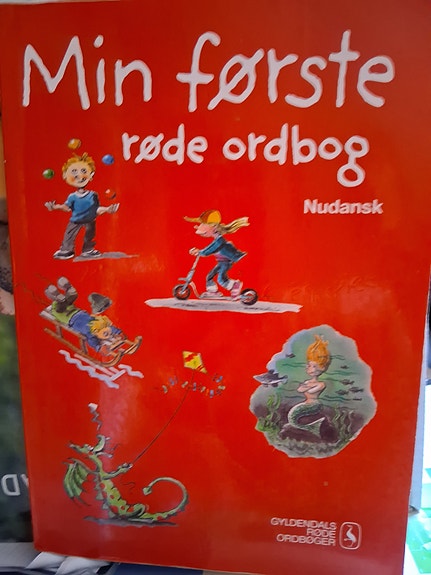 Min første
røde ordbog
Nudansk
GYLDENDALS
RØDE
ORDBØGER